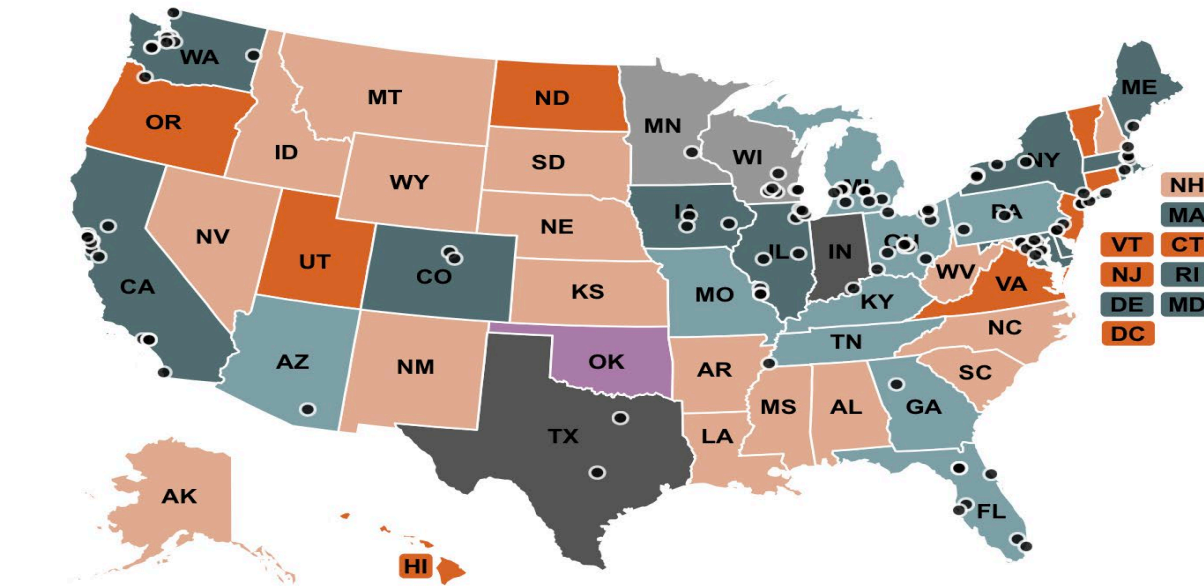 WA
ME
MT
ND
OR
MN
ID
WI
NY
SD
MI
WY
NH
IA
PA
MA
NE
NV
OH
VT CT
IL
IN
UT
CO
WV
NJ RI
CA
VA
KS
MO
KY
DE MD
NC
DC
TN
AZ
OK
NM
AR
SC
MS
AL
GA
TX
LA
AK
FL
HI